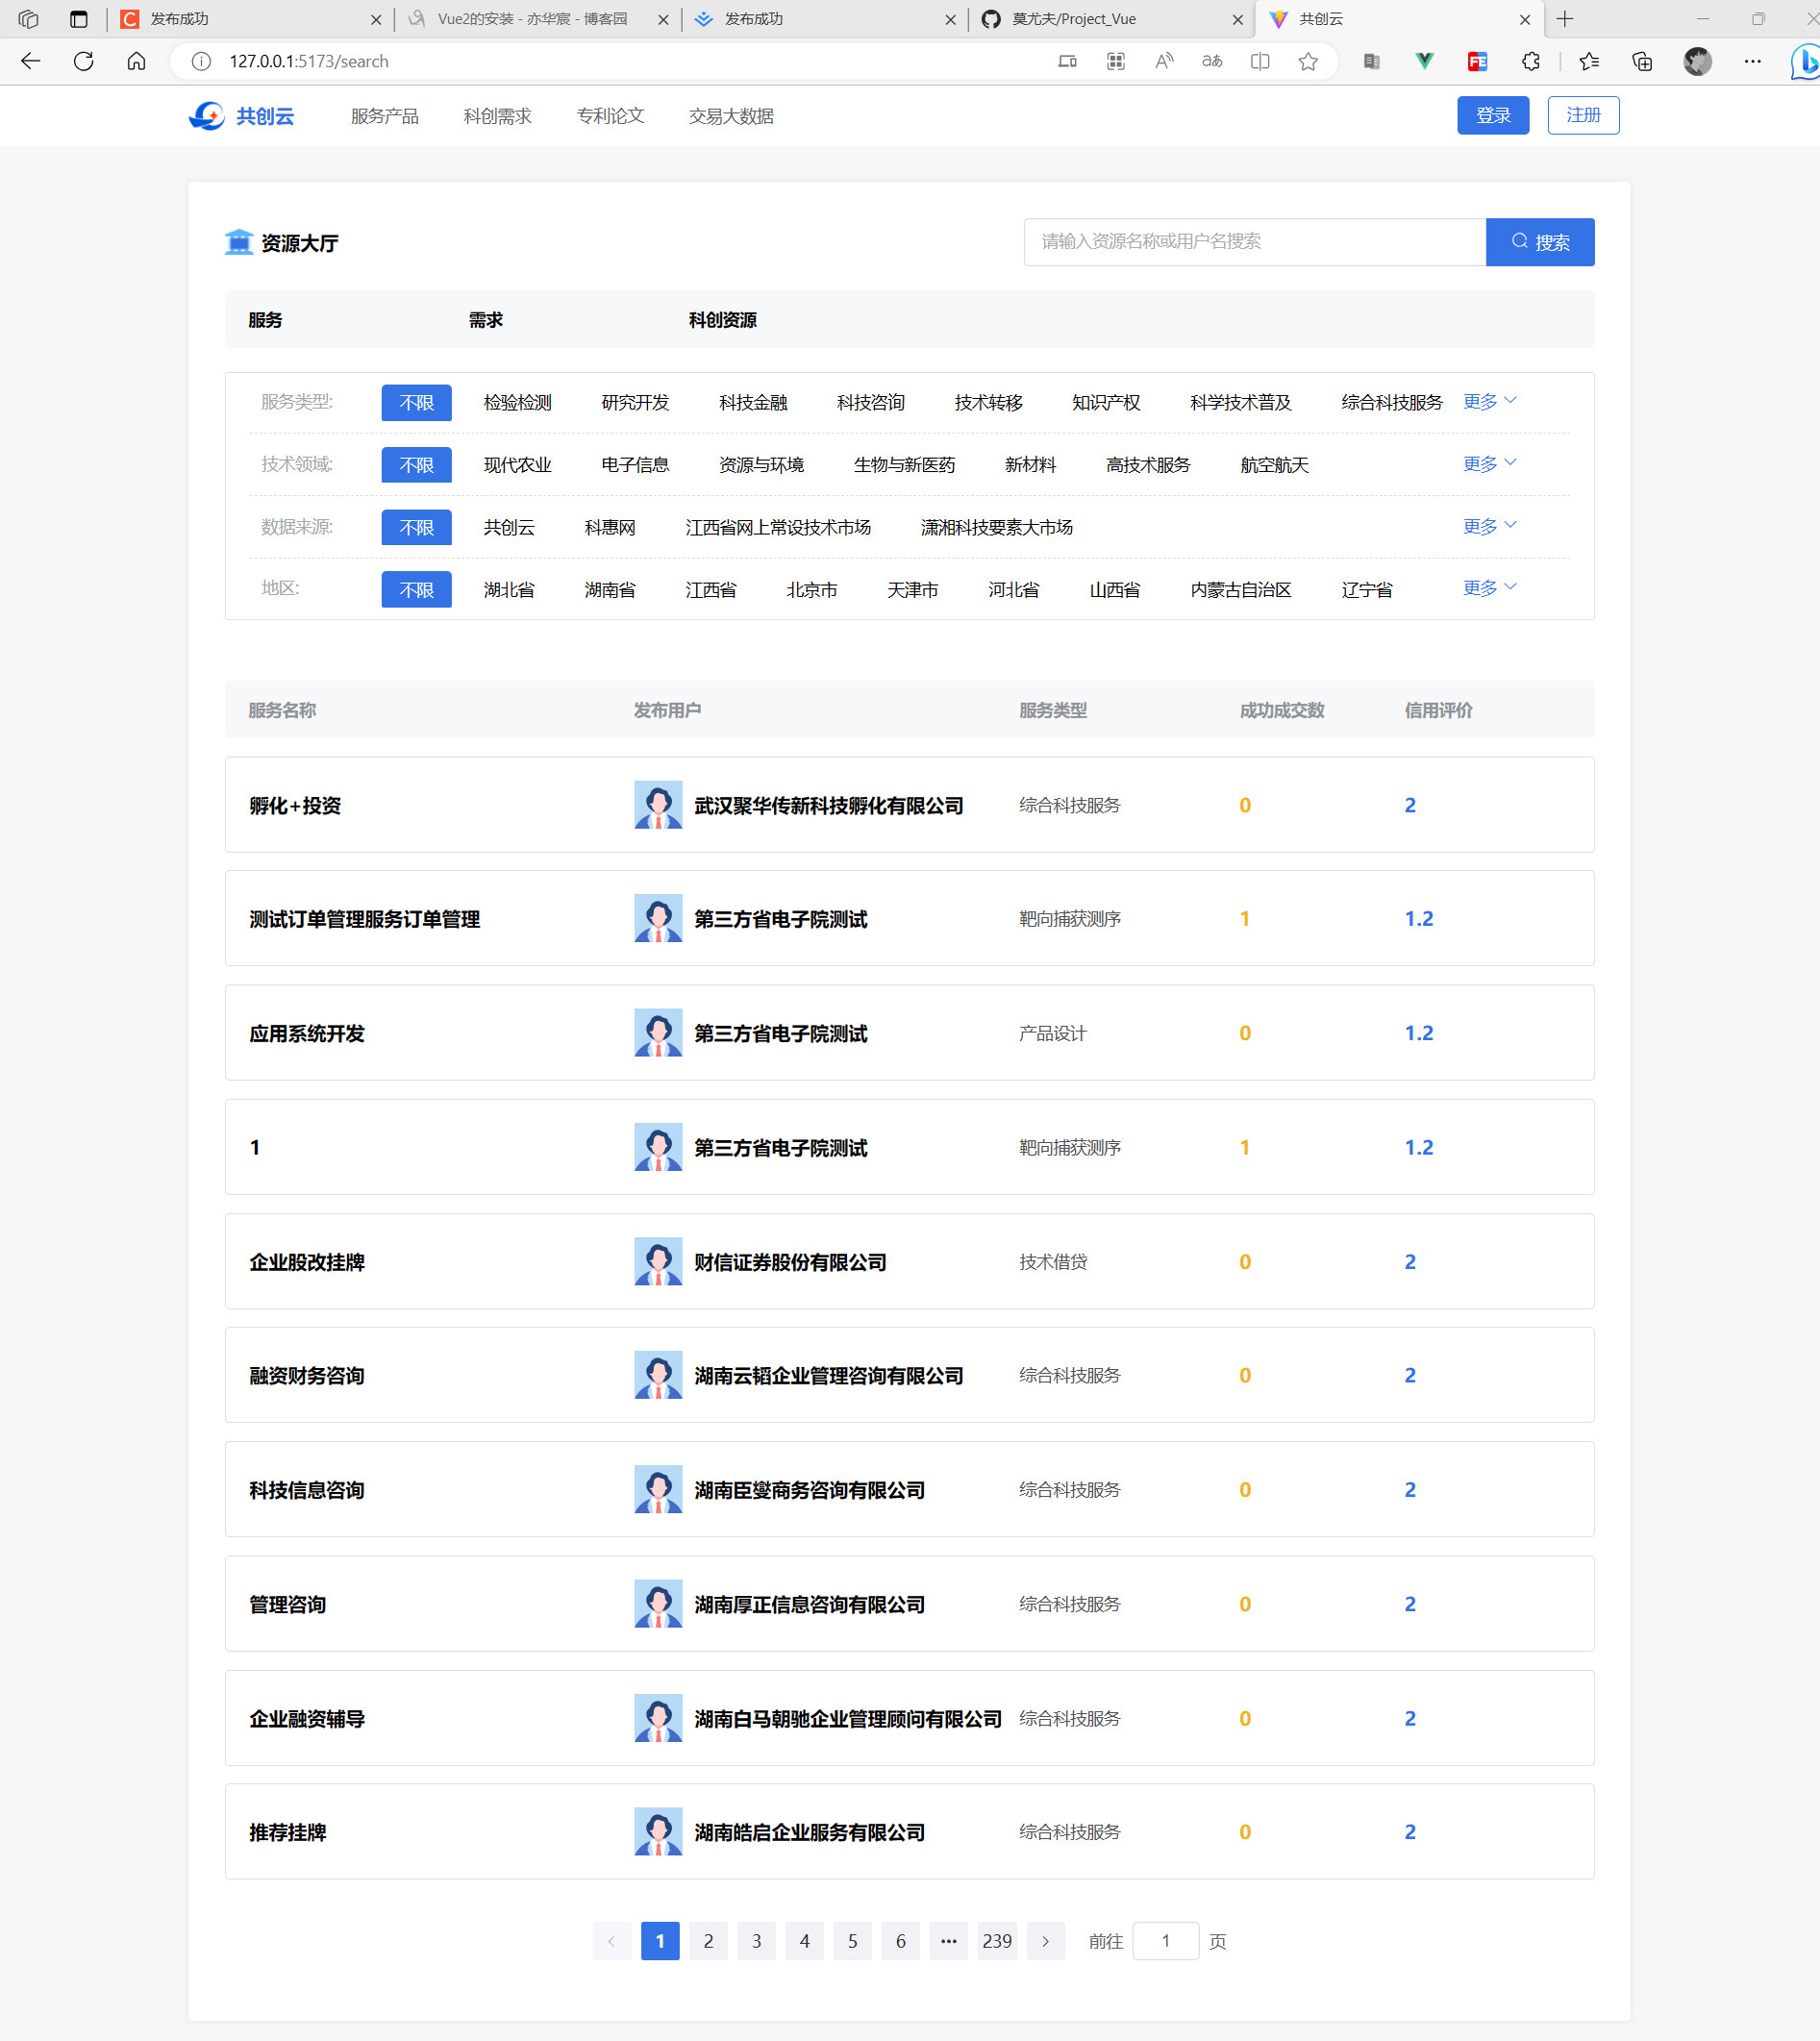 发布成功
Vue2的安装 - 亦华宸 - 博客园
发布成功
莫尤夫/Project_Vue
共创云
127.0.0.1:5173/search
共创云 服务产品 科创需求 专利论文 交易大数据 登录 注册
资源大厅 请输入资源名称或用户名搜索 搜索
服务 需求 科创资源
服务类型: 不限 检验检测 研究开发 科技金融 科技咨询 技术转移 知识产权 科学技术普及 综合科技服务 更多
技术领域: 不限 现代农业 电子信息 资源与环境 生物与新医药 新材料 高技术服务 航空航天 更多
数据来源: 不限 共创云 科惠网 江西省网上常设技术市场 潇湘科技要素大市场 更多
地区: 不限 湖北省 湖南省 江西省 北京市 天津市 河北省 山西省 内蒙古自治区 辽宁省 更多
服务名称 发布用户 服务类型 成功成交数 信用评价
孵化+投资 武汉聚华传新科技孵化有限公司 综合科技服务 0 2
测试订单管理服务订单管理 第三方省电子院测试 靶向捕获测序 1 1.2
应用系统开发 第三方省电子院测试 产品设计 0 1.2
1 第三方省电子院测试 靶向捕获测序 1 1.2
企业股改挂牌 财信证券股份有限公司 技术借贷 0 2
融资财务咨询 湖南云韬企业管理咨询有限公司 综合科技服务 0 2
科技信息咨询 湖南臣燮商务咨询有限公司 综合科技服务 0 2
管理咨询 湖南厚正信息咨询有限公司 综合科技服务 0 2
企业融资辅导 湖南白马朝驰企业管理顾问有限公司 综合科技服务 0 2
推荐挂牌 湖南皓启企业服务有限公司 综合科技服务 0 2
1 2 3 4 5 6 ••• 239 前往 1 页